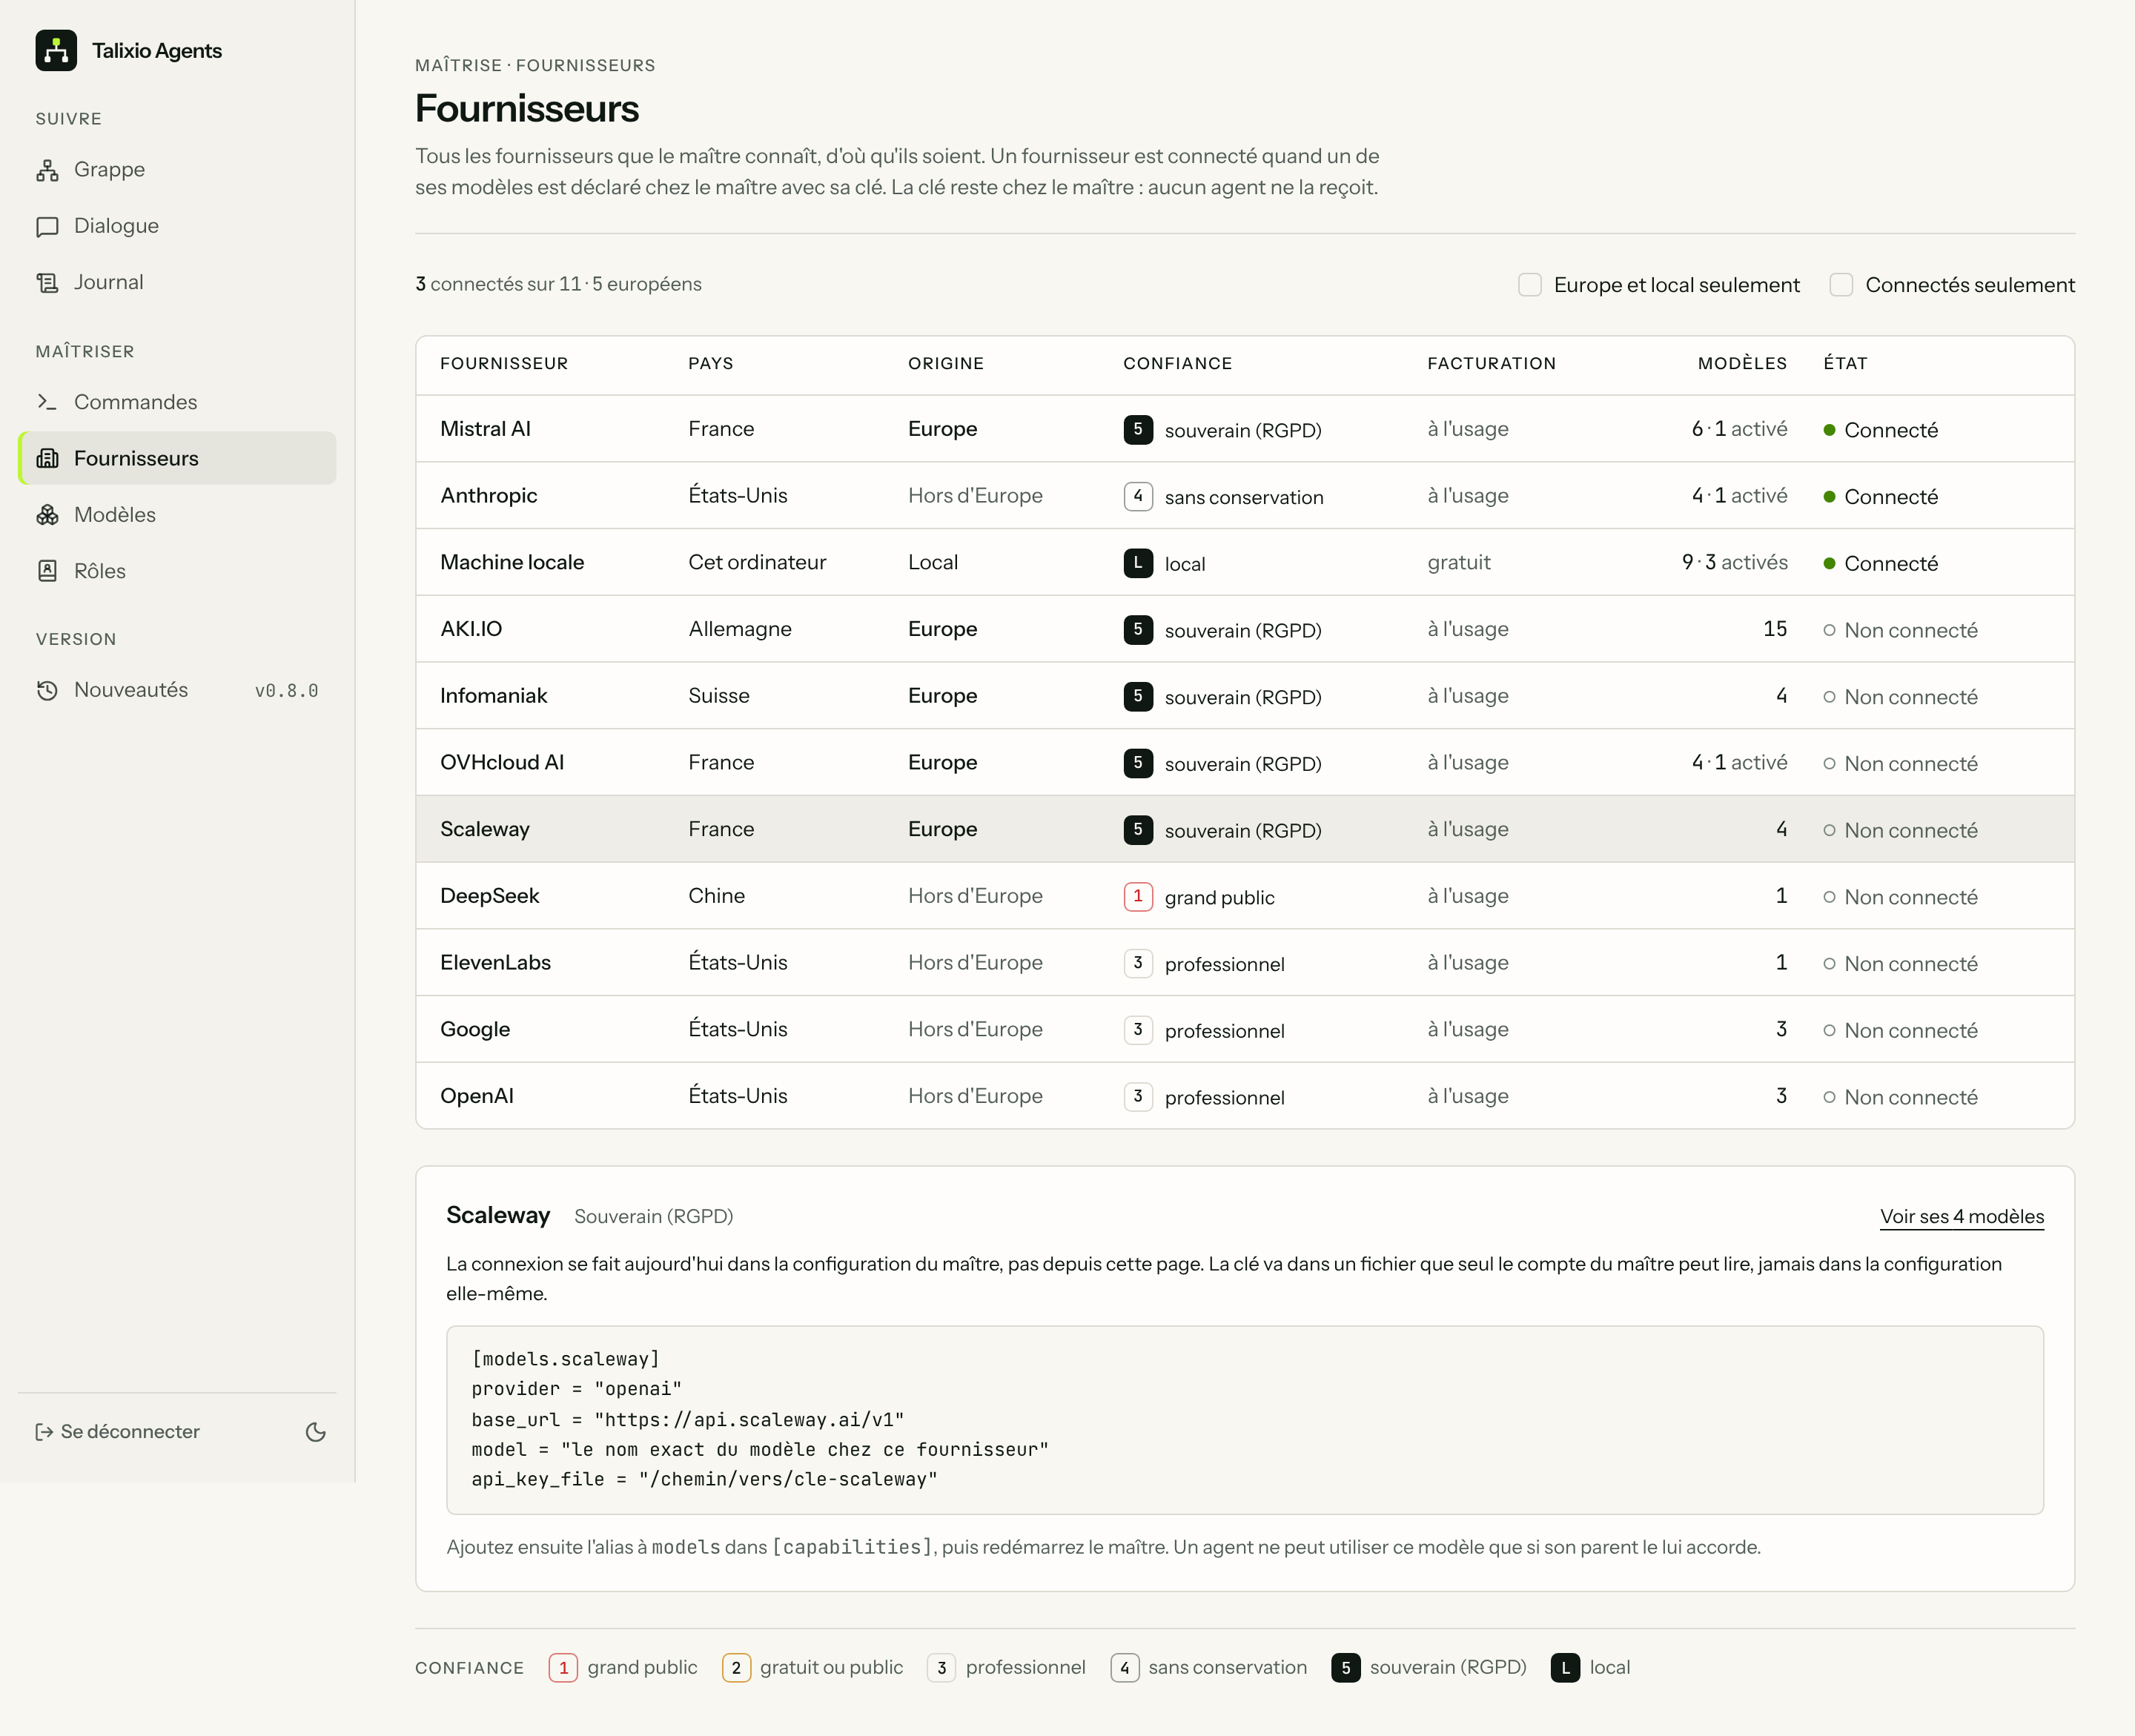 Talixio Agents
SUIVRE
Grappe
Dialogue
Journal
MAÎTRISER
Commandes
Fournisseurs
Modèles
Rôles
VERSION
Nouveautés v0.8.0
Se déconnecter
MAÎTRISE · FOURNISSEURS
Fournisseurs
Tous les fournisseurs que le maître connaît, d'où qu'ils soient. Un fournisseur est connecté quand un de
ses modèles est déclaré chez le maître avec sa clé. La clé reste chez le maître : aucun agent ne la reçoit.
3 connectés sur 11 · 5 européens Europe et local seulement Connectés seulement
FOURNISSEUR PAYS ORIGINE CONFIANCE FACTURATION MODÈLES ÉTAT
Mistral AI France Europe 5 souverain (RGPD) à l'usage 6 · 1 activé Connecté
Anthropic États-Unis Hors d'Europe 4 sans conservation à l'usage 4 · 1 activé Connecté
Machine locale Cet ordinateur Local L local gratuit 9 · 3 activés Connecté
AKI.IO Allemagne Europe 5 souverain (RGPD) à l'usage 15 Non connecté
Infomaniak Suisse Europe 5 souverain (RGPD) à l'usage 4 Non connecté
OVHcloud AI France Europe 5 souverain (RGPD) à l'usage 4 · 1 activé Non connecté
Scaleway France Europe 5 souverain (RGPD) à l'usage 4 Non connecté
DeepSeek Chine Hors d'Europe 1 grand public à l'usage 1 Non connecté
ElevenLabs États-Unis Hors d'Europe 3 professionnel à l'usage 1 Non connecté
Google États-Unis Hors d'Europe 3 professionnel à l'usage 3 Non connecté
OpenAI États-Unis Hors d'Europe 3 professionnel à l'usage 3 Non connecté
Scaleway Souverain (RGPD) Voir ses 4 modèles
La connexion se fait aujourd'hui dans la configuration du maître, pas depuis cette page. La clé va dans un fichier que seul le compte du maître peut lire, jamais dans la configuration
elle-même.
[models.scaleway]
provider = "openai"
base_url = "https://api.scaleway.ai/v1"
model = "le nom exact du modèle chez ce fournisseur"
api_key_file = "/chemin/vers/cle-scaleway"
Ajoutez ensuite l'alias à models dans [capabilities], puis redémarrez le maître. Un agent ne peut utiliser ce modèle que si son parent le lui accorde.
CONFIANCE 1 grand public 2 gratuit ou public 3 professionnel 4 sans conservation 5 souverain (RGPD) L local